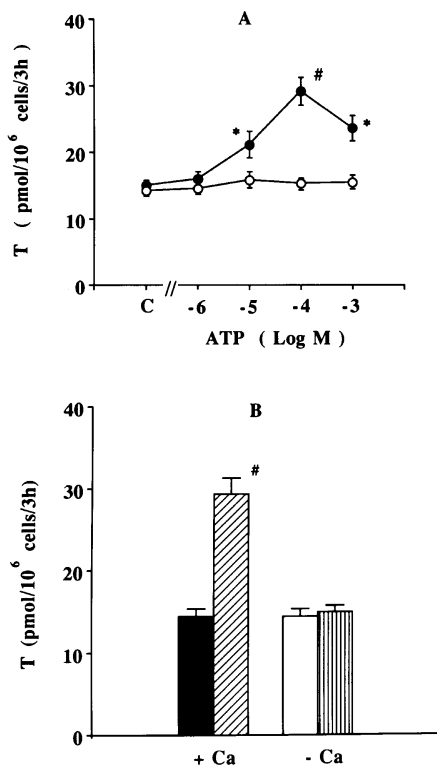 A
T ( pmol/10⁶ cells/3h)
40
30
20
10
0
* # *
C // -6 -5 -4 -3
ATP ( Log M )
B
T (pmol/10⁶ cells/3h)
40
30
20
10
0
#
+ Ca - Ca